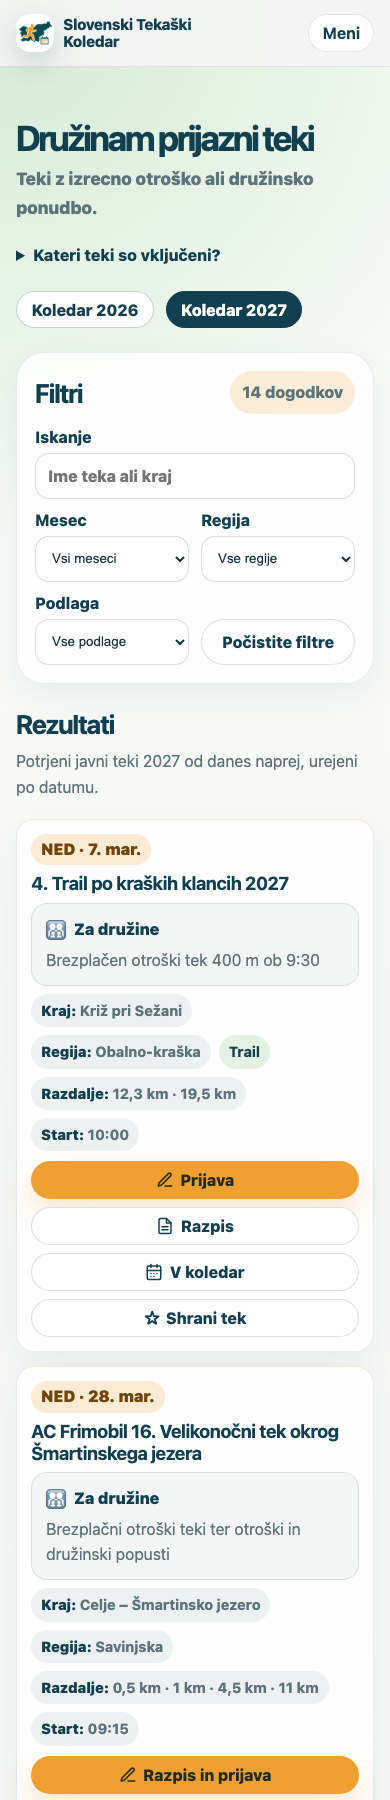 Slovenski Tekaški
Koledar
Meni
Družinam prijazni teki
Teki z izrecno otroško ali družinsko
ponudbo.
Kateri teki so vključeni?
Koledar 2026
Koledar 2027
Filtri
14 dogodkov
Iskanje
Ime teka ali kraj
Mesec
Regija
Vsi meseci
Vse regije
Podlaga
Vse podlage
Počistite filtre
Rezultati
Potrjeni javni teki 2027 od danes naprej, urejeni
po datumu.
NED · 7. mar.
4. Trail po kraških klancih 2027
Za družine
Brezplačen otroški tek 400 m ob 9:30
Kraj: Križ pri Sežani
Regija: Obalno-kraška
Trail
Razdalje: 12,3 km · 19,5 km
Start: 10:00
Prijava
Razpis
V koledar
Shrani tek
NED · 28. mar.
AC Frimobil 16. Velikonočni tek okrog
Šmartinskega jezera
Za družine
Brezplačni otroški teki ter otroški in
družinski popusti
Kraj: Celje – Šmartinsko jezero
Regija: Savinjska
Razdalje: 0,5 km · 1 km · 4,5 km · 11 km
Start: 09:15
Razpis in prijava